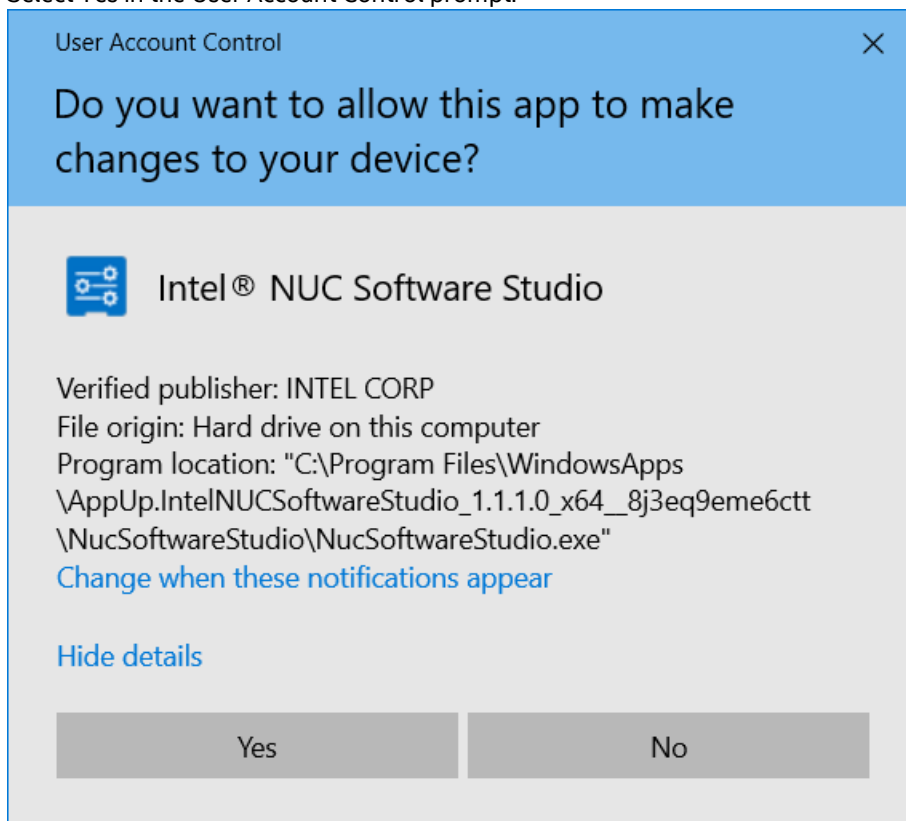 Select Yes in the User Account Control prompt.
User Account Control
Do you want to allow this app to make
changes to your device?
Intel® NUC Software Studio
Verified publisher: INTEL CORP
File origin: Hard drive on this computer
Program location: "C:\Program Files\WindowsApps
\AppUp.IntelNUCSoftwareStudio_1.1.1.0_x64__8j3eq9eme6ctt
\NucSoftwareStudio\NucSoftwareStudio.exe"
Change when these notifications appear
Hide details
Yes
No